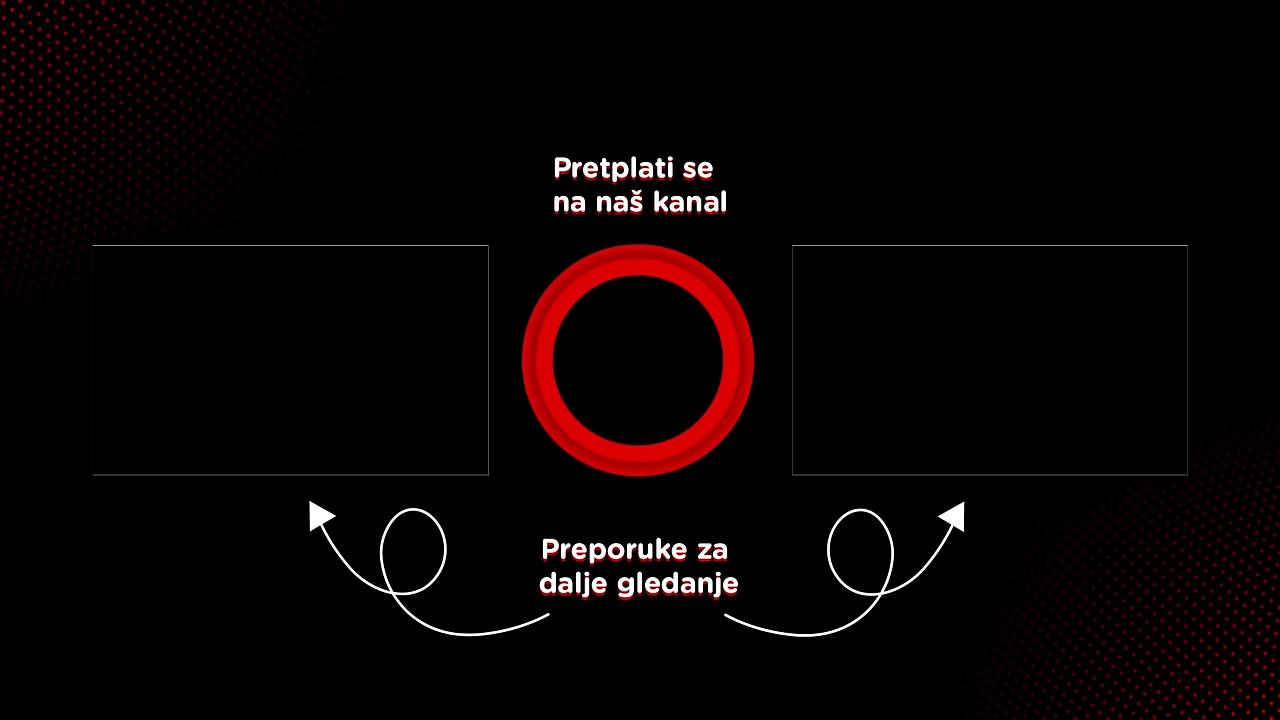 Pretplati se
na naš kanal
Preporuke za
dalje gledanje